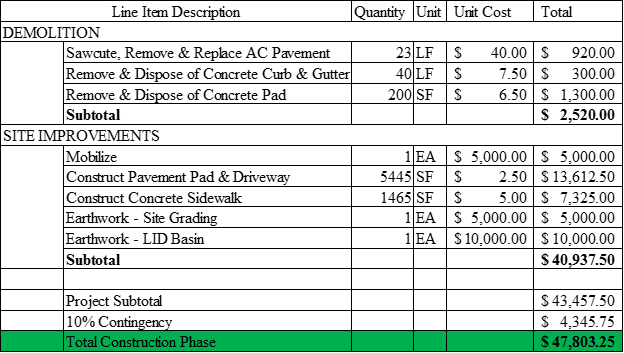 Line Item Description Quantity Unit Unit Cost Total
DEMOLITION
Sawcute, Remove & Replace AC Pavement 23 LF $ 40.00 $ 920.00
Remove & Dispose of Concrete Curb & Gutter 40 LF $ 7.50 $ 300.00
Remove & Dispose of Concrete Pad 200 SF $ 6.50 $ 1,300.00
Subtotal $ 2,520.00
SITE IMPROVEMENTS
Mobilize 1 EA $ 5,000.00 $ 5,000.00
Construct Pavement Pad & Driveway 5445 SF $ 2.50 $ 13,612.50
Construct Concrete Sidewalk 1465 SF $ 5.00 $ 7,325.00
Earthwork - Site Grading 1 EA $ 5,000.00 $ 5,000.00
Earthwork - LID Basin 1 EA $ 10,000.00 $ 10,000.00
Subtotal $ 40,937.50
Project Subtotal $ 43,457.50
10% Contingency $ 4,345.75
Total Construction Phase $ 47,803.25